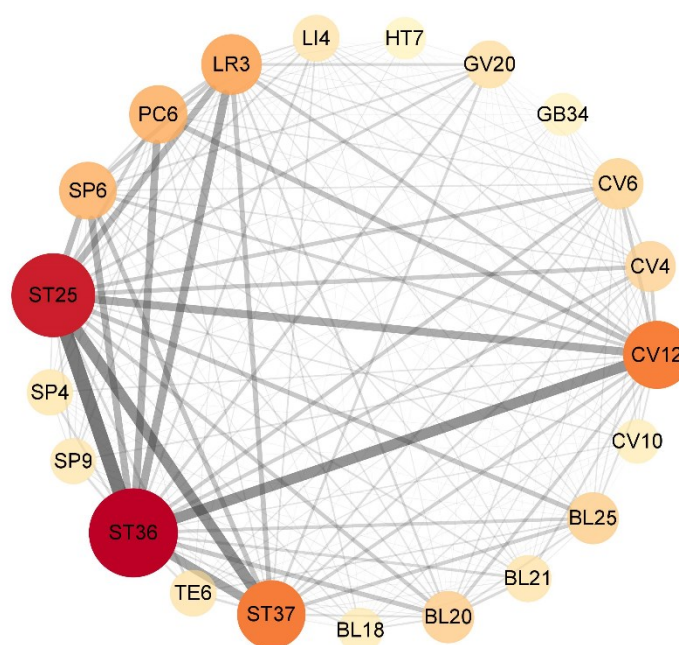 LI4
HT7
LR3
GV20
PC6
GB34
SP6
CV6
CV4
ST25
CV12
SP4
CV10
SP9
BL25
ST36
BL21
TE6
ST37
BL20
BL18